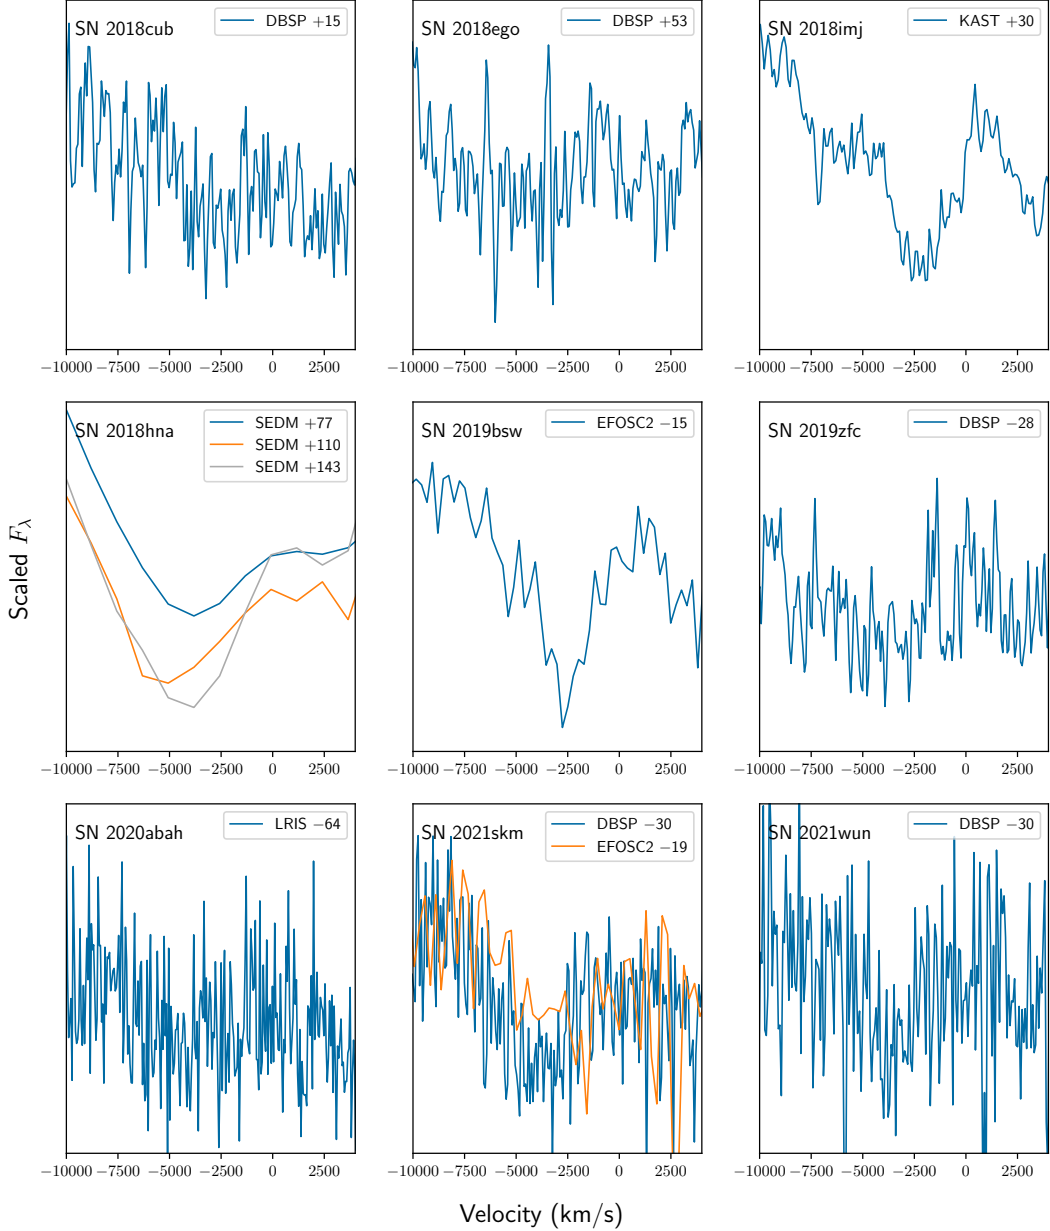 SN 2018cub
DBSP +15
−10000 −7500 −5000 −2500 0 2500
SN 2018ego
DBSP +53
−10000 −7500 −5000 −2500 0 2500
SN 2018imj
KAST +30
−10000 −7500 −5000 −2500 0 2500
Scaled F_λ
SN 2018hna
SEDM +77
SEDM +110
SEDM +143
−10000 −7500 −5000 −2500 0 2500
SN 2019bsw
EFOSC2 −15
−10000 −7500 −5000 −2500 0 2500
SN 2019zfc
DBSP −28
−10000 −7500 −5000 −2500 0 2500
SN 2020abah
LRIS −64
−10000 −7500 −5000 −2500 0 2500
SN 2021skm
DBSP −30
EFOSC2 −19
−10000 −7500 −5000 −2500 0 2500
SN 2021wun
DBSP −30
−10000 −7500 −5000 −2500 0 2500
Velocity (km/s)